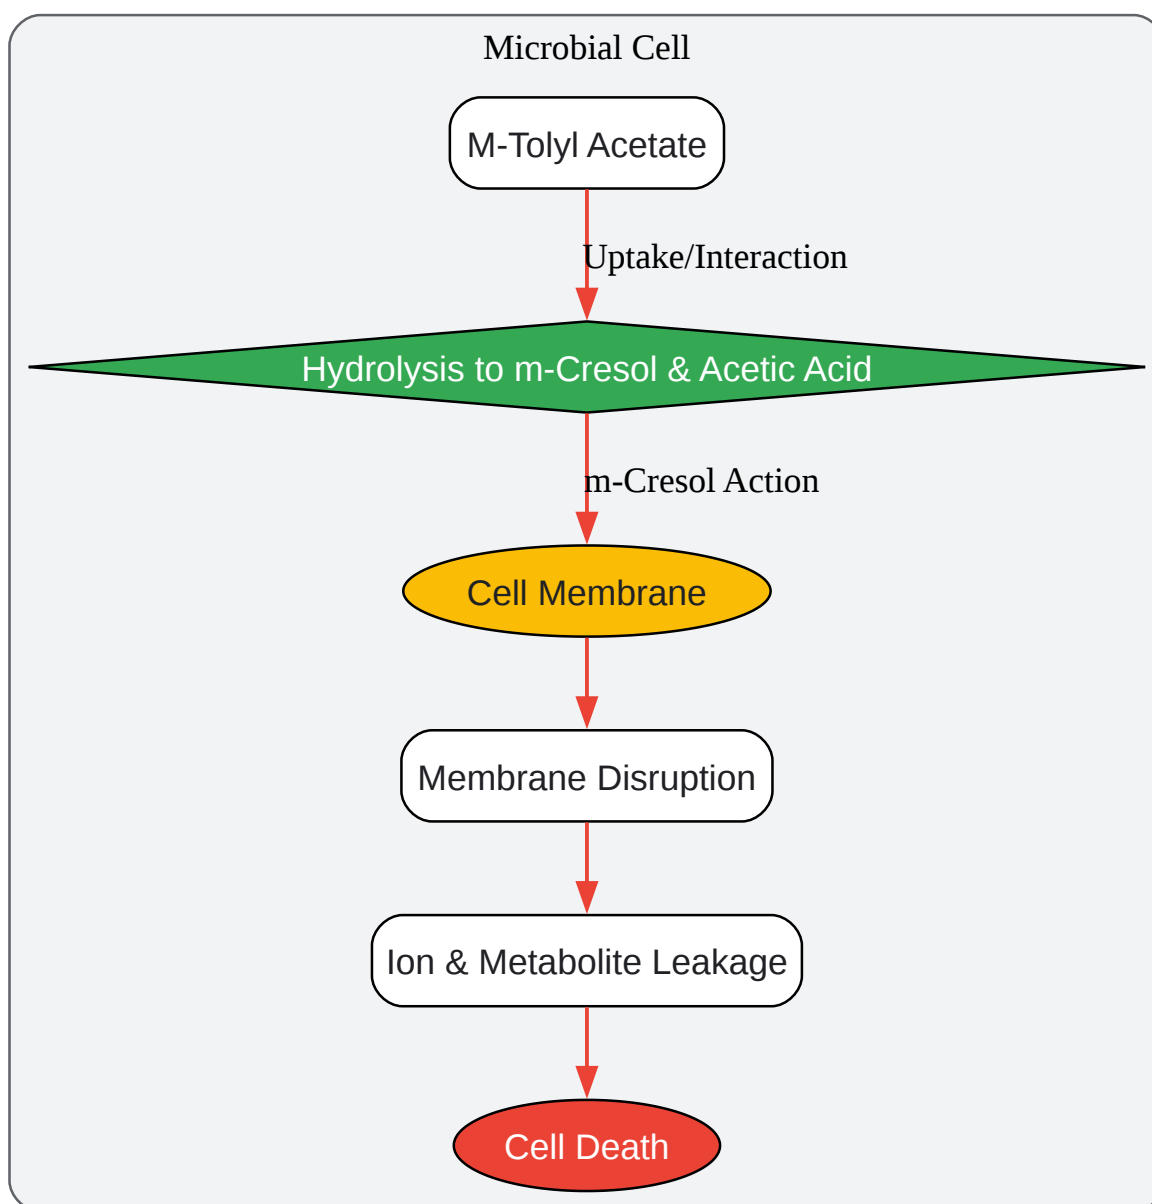 Microbial Cell
M-Tolyl Acetate
Uptake/Interaction
Hydrolysis to m-Cresol & Acetic Acid
m-Cresol Action
Cell Membrane
Membrane Disruption
Ion & Metabolite Leakage
Cell Death